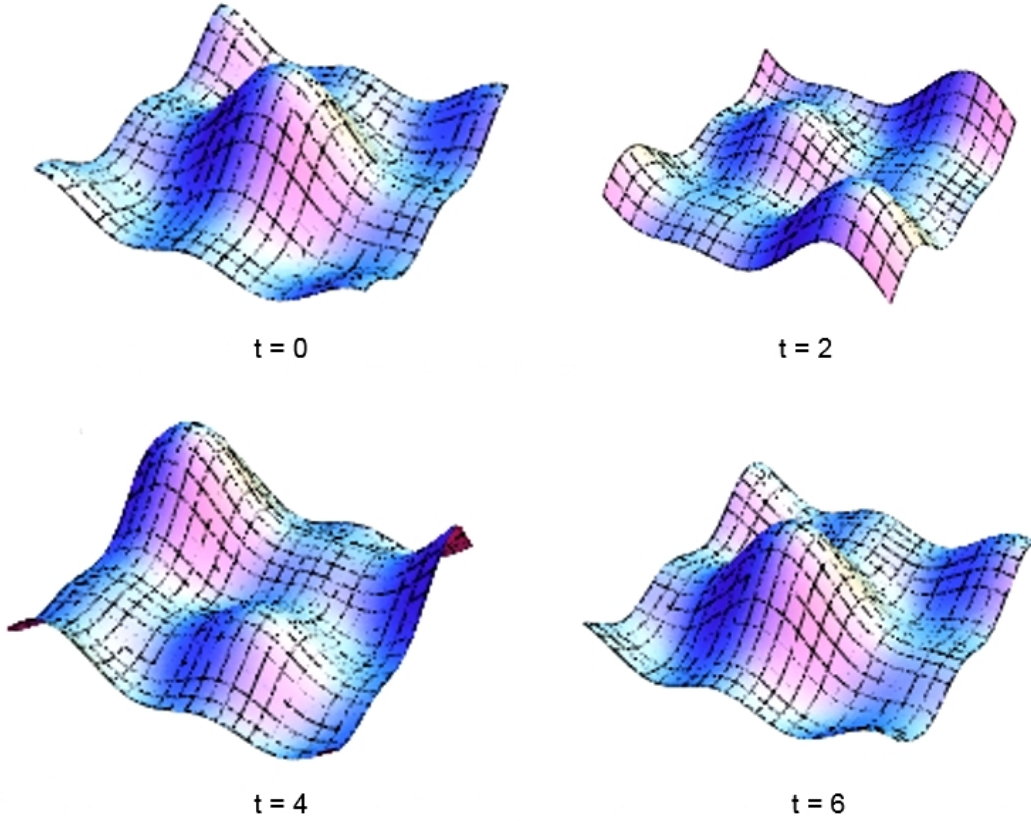 t = 0
t = 2
t = 4
t = 6